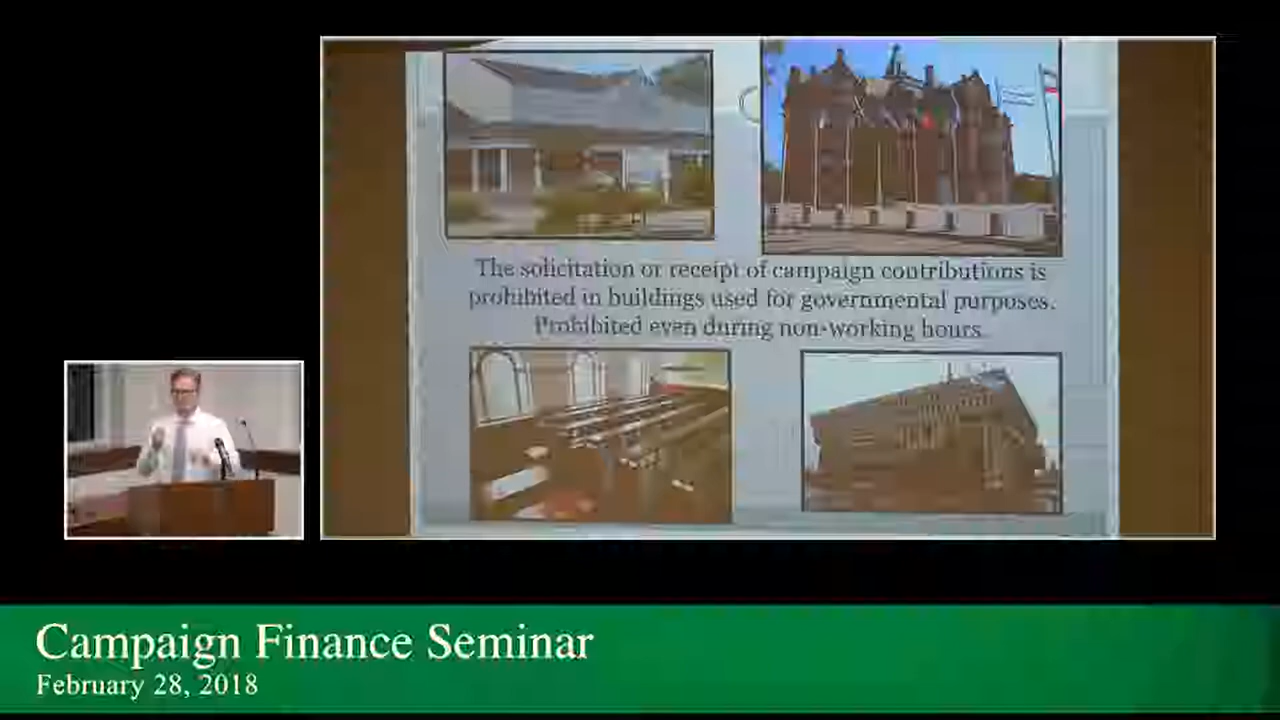 The solicitation or receipt of campaign contributions is
prohibited in buildings used for governmental purposes.
Prohibited even during non-working hours.
Campaign Finance Seminar
February 28, 2018